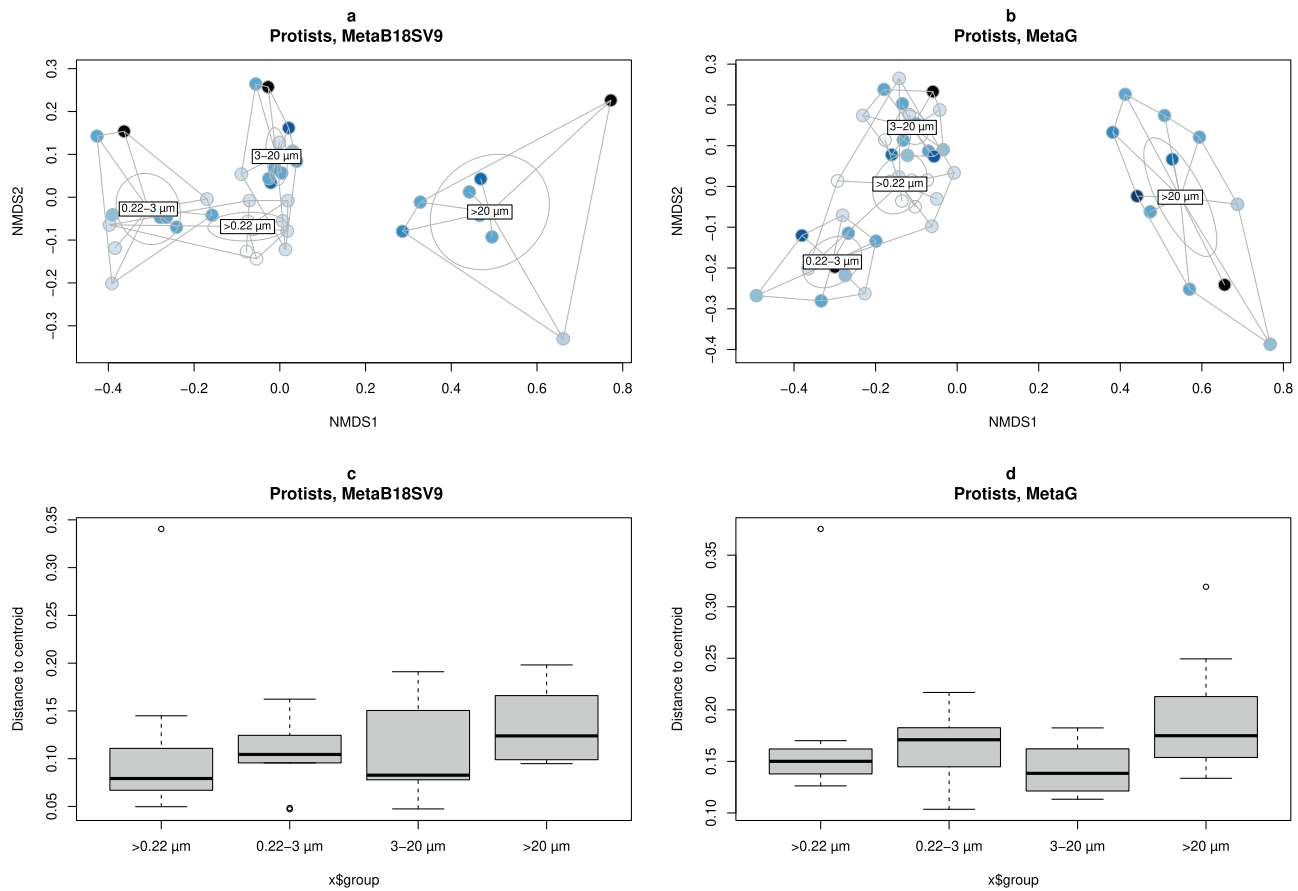 a
Protists, MetaB18SV9
NMDS2
0.3
0.2
0.1
0.0
−0.1
−0.2
−0.3
3−20 µm
0.22−3 µm
>0.22 µm
>20 µm
−0.4 −0.2 0.0 0.2 0.4 0.6 0.8
NMDS1
b
Protists, MetaG
NMDS2
0.3
0.2
0.1
0.0
−0.1
−0.2
−0.3
−0.4
3−20 µm
>0.22 µm
>20 µm
0.22−3 µm
−0.4 −0.2 0.0 0.2 0.4 0.6 0.8
NMDS1
c
Protists, MetaB18SV9
Distance to centroid
0.35
0.30
0.25
0.20
0.15
0.10
0.05
>0.22 µm 0.22−3 µm 3−20 µm >20 µm
x$group
d
Protists, MetaG
Distance to centroid
0.35
0.30
0.25
0.20
0.15
0.10
>0.22 µm 0.22−3 µm 3−20 µm >20 µm
x$group